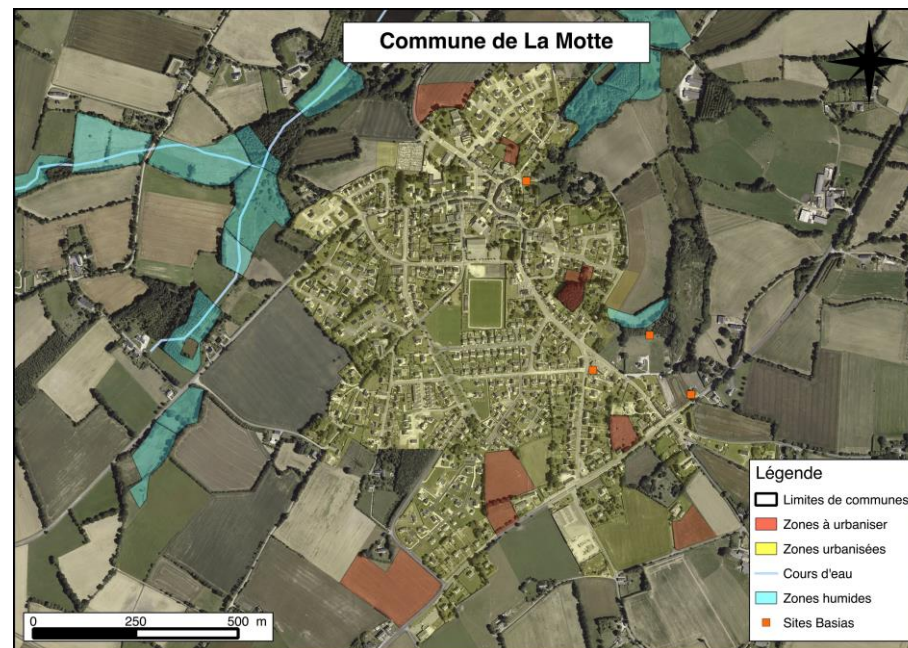 Commune de La Motte
Légende
Limites de communes
Zones à urbaniser
Zones urbanisées
Cours d'eau
Zones humides
Sites Basias
0 250 500 m